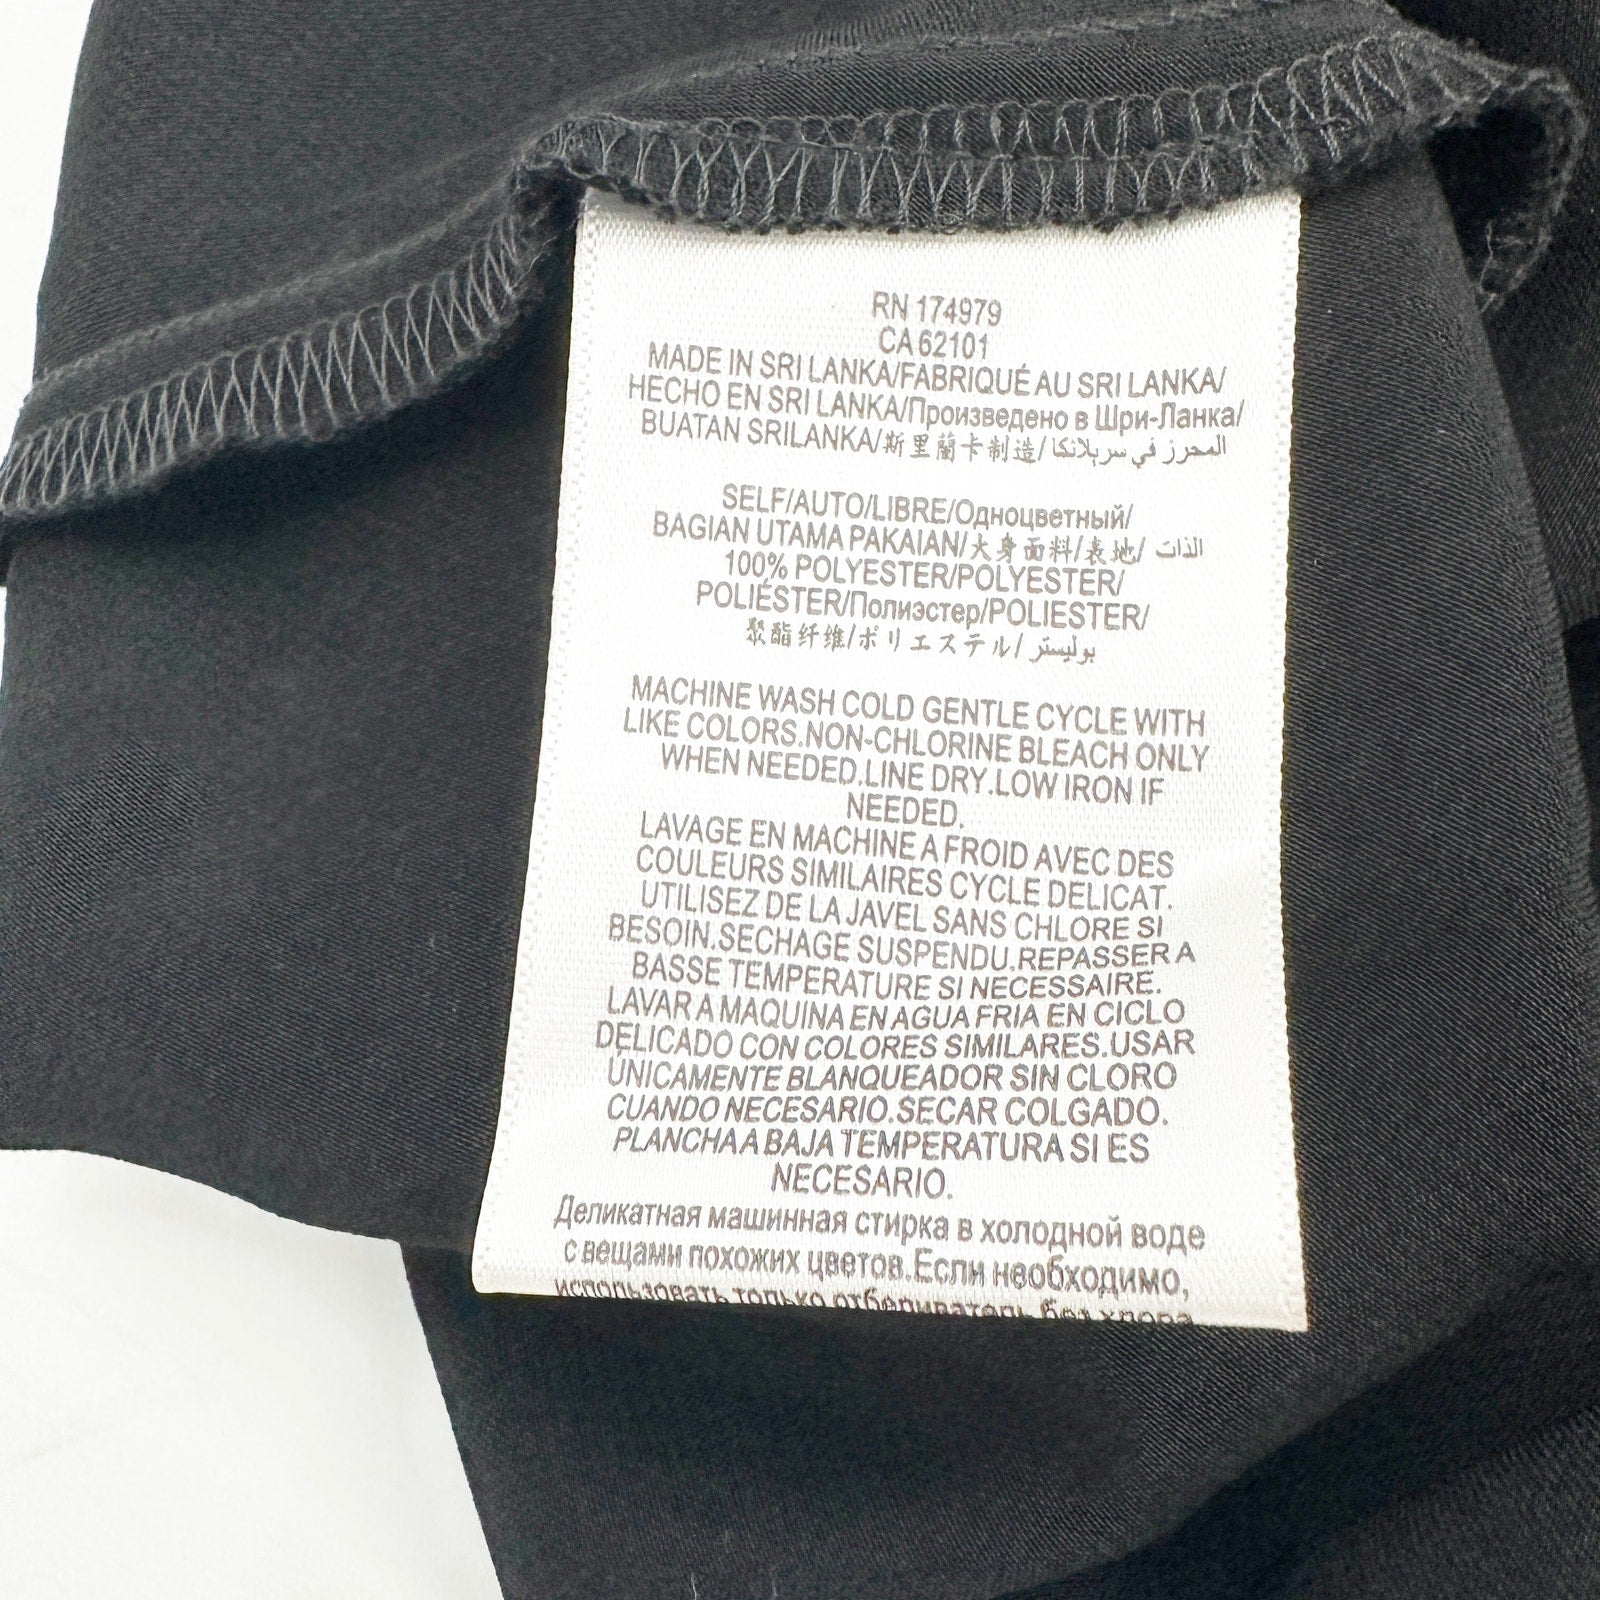 RN 174979
CA 62101
MADE IN SRI LANKA/FABRIQUÉ AU SRI LANKA/
HECHO EN SRI LANKA/Произведено в Шри-Ланка/
BUATAN SRILANKA/斯里蘭卡制造/المحرز في سريلانكا
SELF/AUTO/LIBRE/Одноцветный/
BAGIAN UTAMA PAKAIAN/大身面料/表地/ الذات
100% POLYESTER/POLYESTER/
POLIÉSTER/Полиэстер/POLIESTER/
聚酯纤维/ポリエステル/ بوليستر
MACHINE WASH COLD GENTLE CYCLE WITH
LIKE COLORS.NON-CHLORINE BLEACH ONLY
WHEN NEEDED.LINE DRY.LOW IRON IF
NEEDED.
LAVAGE EN MACHINE A FROID AVEC DES
COULEURS SIMILAIRES CYCLE DELICAT.
UTILISEZ DE LA JAVEL SANS CHLORE SI
BESOIN.SECHAGE SUSPENDU.REPASSER A
BASSE TEMPERATURE SI NECESSAIRE.
LAVAR A MAQUINA EN AGUA FRIA EN CICLO
DELICADO CON COLORES SIMILARES.USAR
ÚNICAMENTE BLANQUEADOR SIN CLORO
CUANDO NECESARIO.SECAR COLGADO.
PLANCHA A BAJA TEMPERATURA SI ES
NECESARIO.
Деликатная машинная стирка в холодной воде
с вещами похожих цветов.Если необходимо,
использовать только отбеливатель без хлора